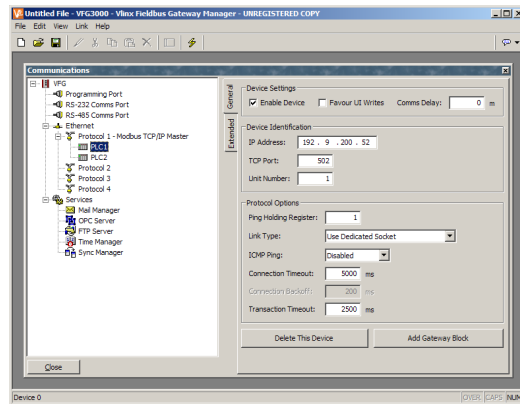 Untitled File - VFG3000 - Vinx Fieldbus Gateway Manager - UNREGISTERED COPY
File Edit View Link Help
Communications
VFG
Programming Port
RS-232 Comms Port
RS-485 Comms Port
Ethernet
Protocol 1 - Modbus TCP/IP Master
PLC1
PLC2
Protocol 2
Protocol 3
Protocol 4
Services
Mail Manager
OPC Server
FTP Server
Time Manager
Sync Manager
Close
General
Extended
Device Settings
Enable Device Favour UI Writes Comms Delay: 0 m
Device Identification
IP Address: 192 . 9 . 200 . 52
TCP Port: 502
Unit Number: 1
Protocol Options
Ping Holding Register: 1
Link Type: Use Dedicated Socket
ICMP Ping: Disabled
Connection Timeout: 5000 ms
Connection Backoff: 200 ms
Transaction Timeout: 2500 ms
Delete This Device Add Gateway Block
Device 0 OVER CAPS NUM